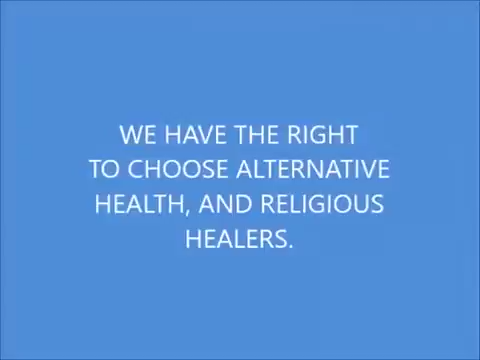 WE HAVE THE RIGHT
TO CHOOSE ALTERNATIVE
HEALTH, AND RELIGIOUS
HEALERS.